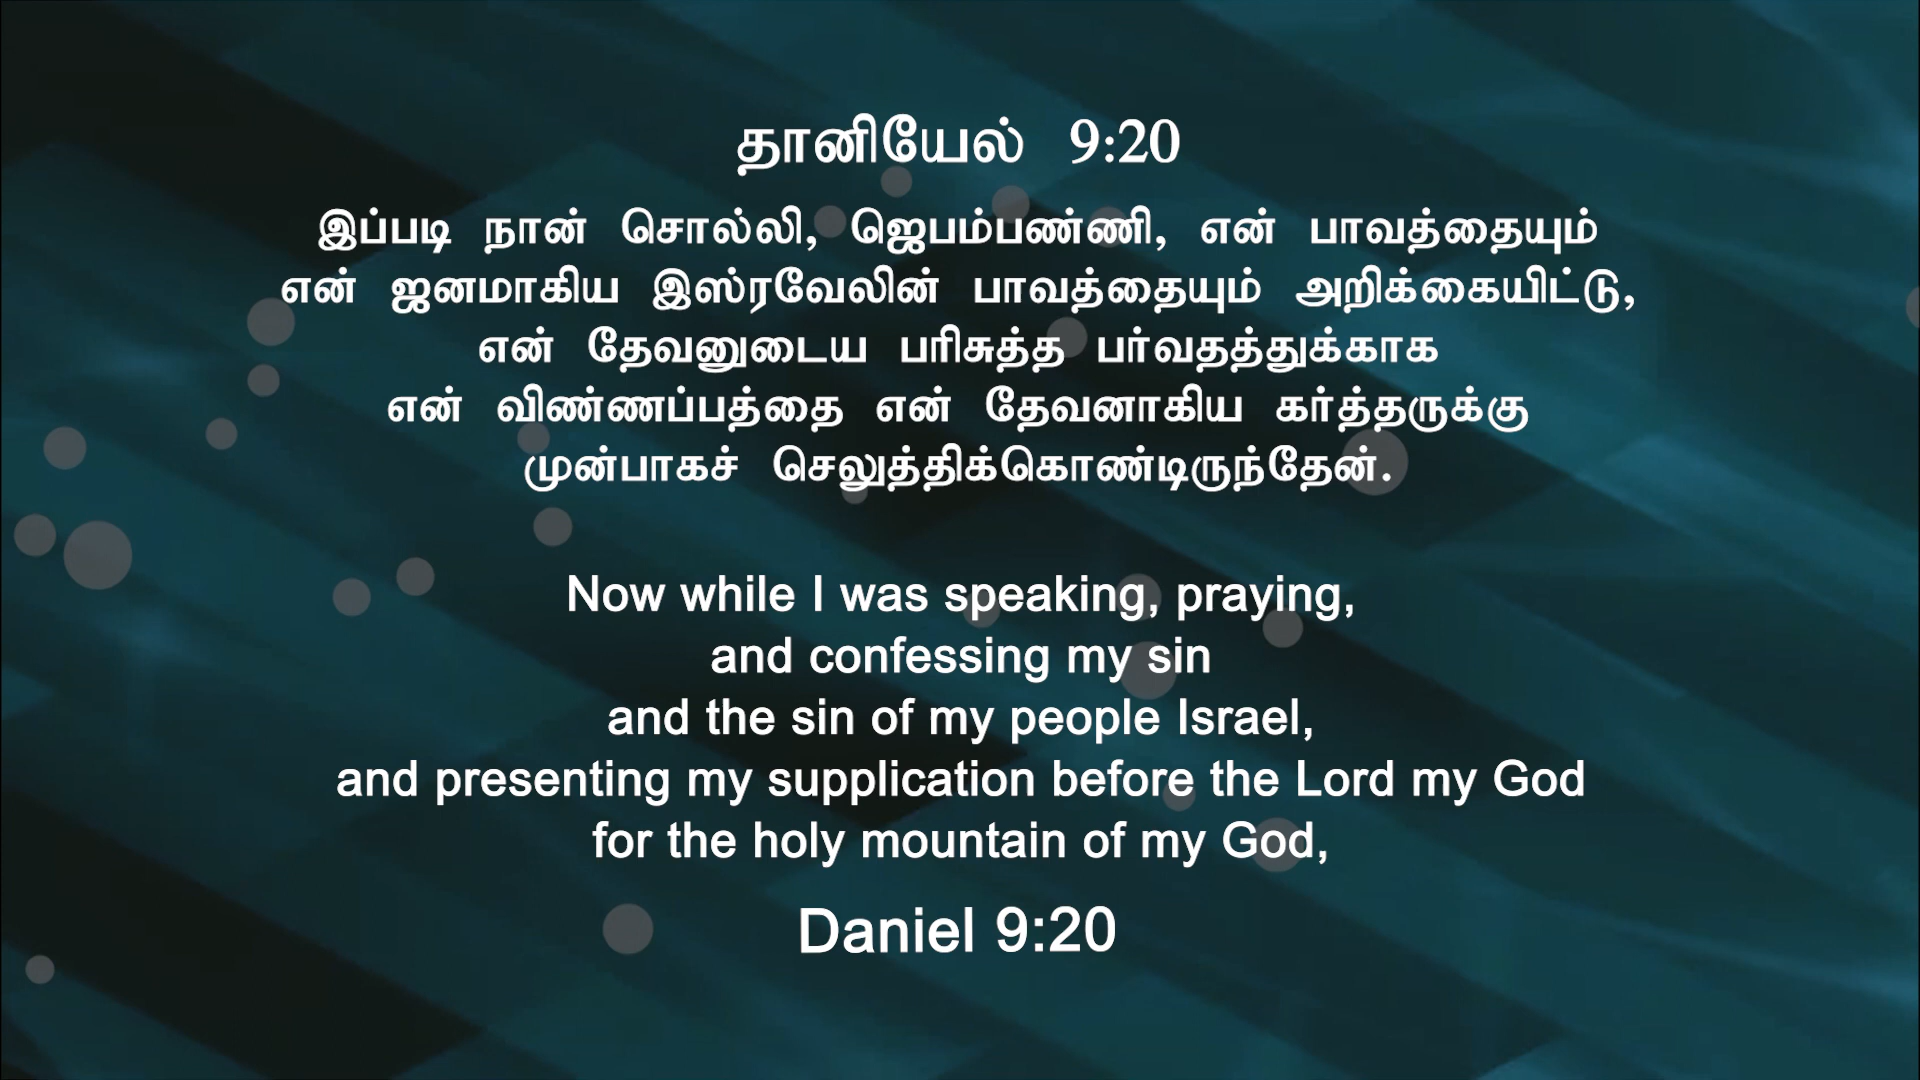 தானியேல் 9:20
இப்படி நான் சொல்லி, ஜெபம்பண்ணி, என் பாவத்தையும்
என் ஜனமாகிய இஸ்ரவேலின் பாவத்தையும் அறிக்கையிட்டு,
என் தேவனுடைய பரிசுத்த பர்வதத்துக்காக
என் விண்ணப்பத்தை என் தேவனாகிய கர்த்தருக்கு
முன்பாகச் செலுத்திக்கொண்டிருந்தேன்.
Now while I was speaking, praying,
and confessing my sin
and the sin of my people Israel,
and presenting my supplication before the Lord my God
for the holy mountain of my God,
Daniel 9:20